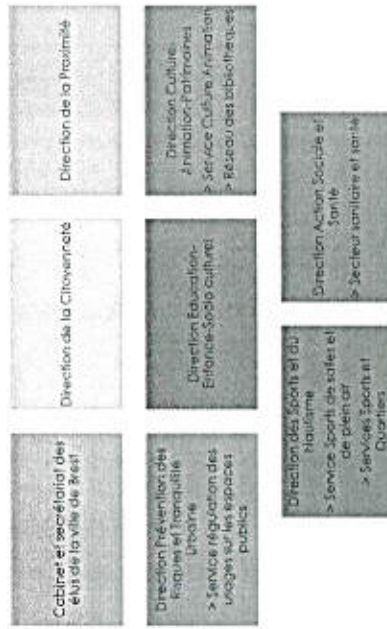 Cabinet et secrétariat des
élus de la ville de Brest
Direction de la Citoyenneté
Direction de la Proximité
Direction Prévention des
Risques et Tranquillité
Urbaine
> Service régulation des
usages sur les espaces
publics
Direction Education-
Enfance-Socio culturel
Direction Culture-
Animation-Patrimoines
> Service Culture Animation
> Réseau des bibliothèques
Direction des Sports et du
Nautisme
> Service Sports de salles et
de plein air
> Services Sports et
Quartiers
Direction Action Sociale et
Santé
> Secteur sanitaire et santé